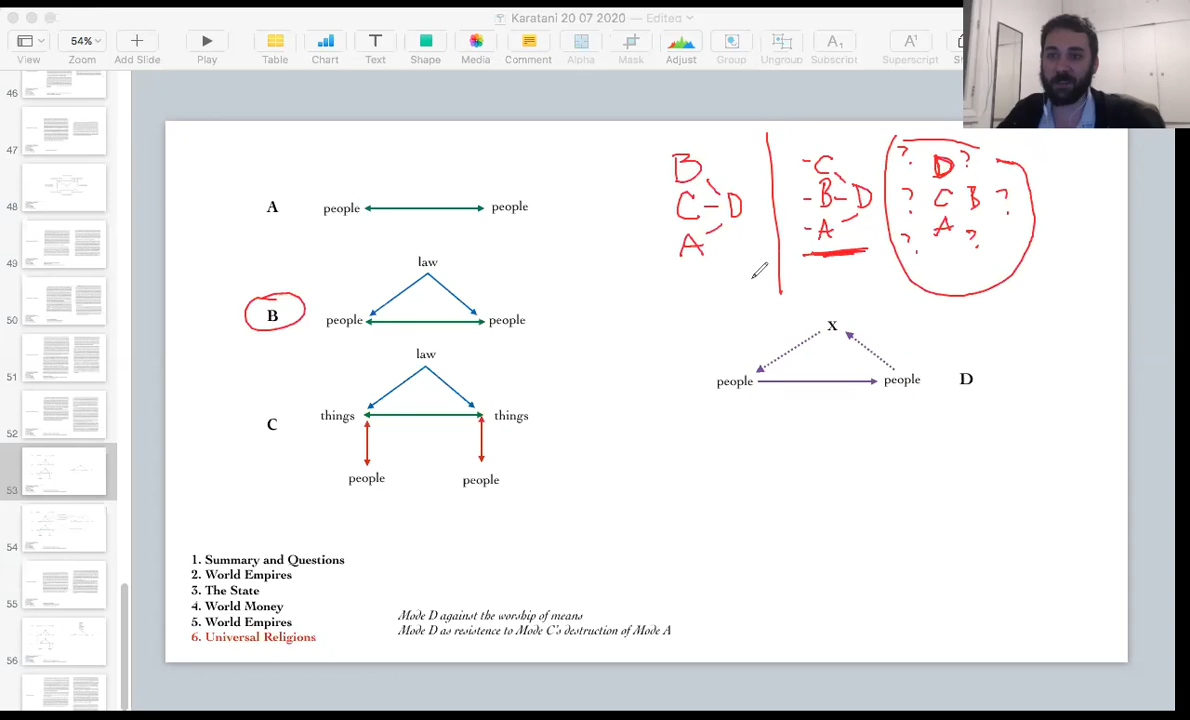 Karatani 20 07 2020 — Edited
54%
View Zoom Add Slide Play Table Chart Text Shape Media Comment Alpha Mask Adjust Group Ungroup Subscript Superscript
46
47
48
49
50
51
52
53
54
55
56
A people people
law
B people people
law
C things things
people people
B
C – D
A
- C
- B – D
- A
? D ?
? C B ?
A
? ?
X
people people D
1. Summary and Questions
2. World Empires
3. The State
4. World Money
5. World Empires
6. Universal Religions
Mode D against the worship of means
Mode D as resistence to Mode C's destruction of Mode A